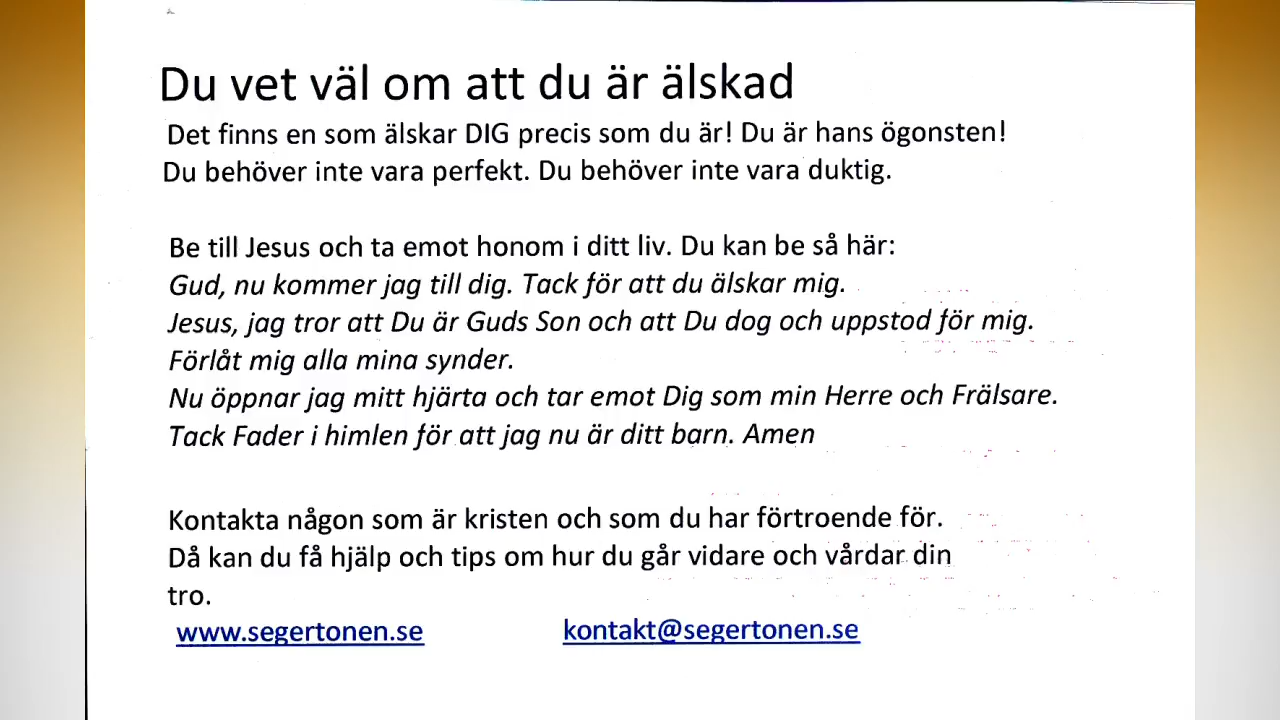 Du vet väl om att du är älskad
Det finns en som älskar DIG precis som du är! Du är hans ögonsten!
Du behöver inte vara perfekt. Du behöver inte vara duktig.
Be till Jesus och ta emot honom i ditt liv. Du kan be så här:
Gud, nu kommer jag till dig. Tack för att du älskar mig.
Jesus, jag tror att Du är Guds Son och att Du dog och uppstod för mig.
Förlåt mig alla mina synder.
Nu öppnar jag mitt hjärta och tar emot Dig som min Herre och Frälsare.
Tack Fader i himlen för att jag nu är ditt barn. Amen
Kontakta någon som är kristen och som du har förtroende för.
Då kan du få hjälp och tips om hur du går vidare och vårdar din
tro.
www.segertonen.se kontakt@segertonen.se